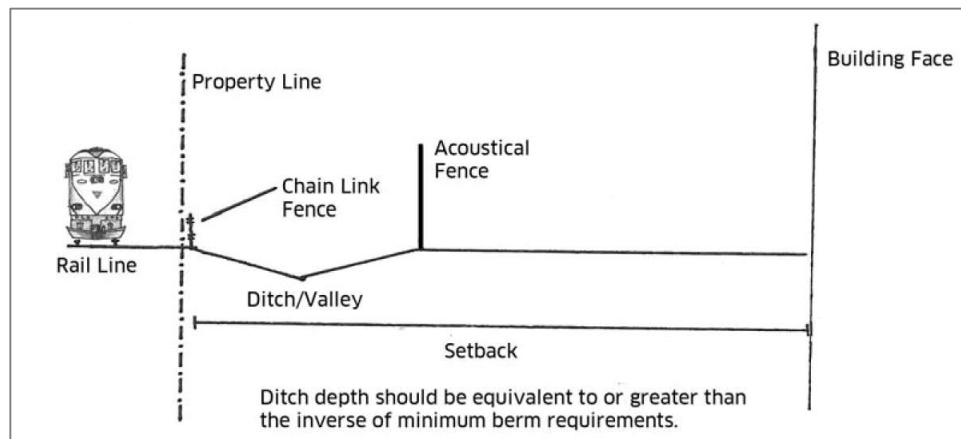 Building Face
Property Line
Acoustical
Fence
Chain Link
Fence
Rail Line
Ditch/Valley
Setback
Ditch depth should be equivalent to or greater than
the inverse of minimum berm requirements.